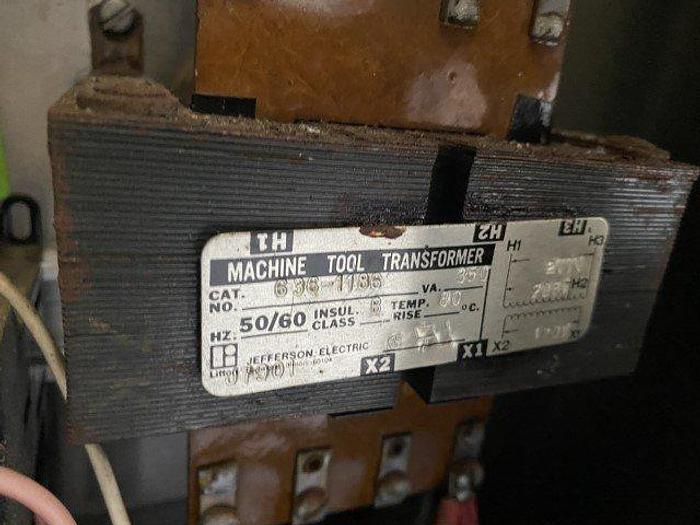 H1 H2 H3
MACHINE TOOL TRANSFORMER
CAT. NO. 636-1186 VA. 350
HZ. 50/60 INSUL. CLASS B TEMP. RISE 80 °C.
JEFFERSON ELECTRIC
Litton
X2 X1
H1 H3
H2
X2 X1